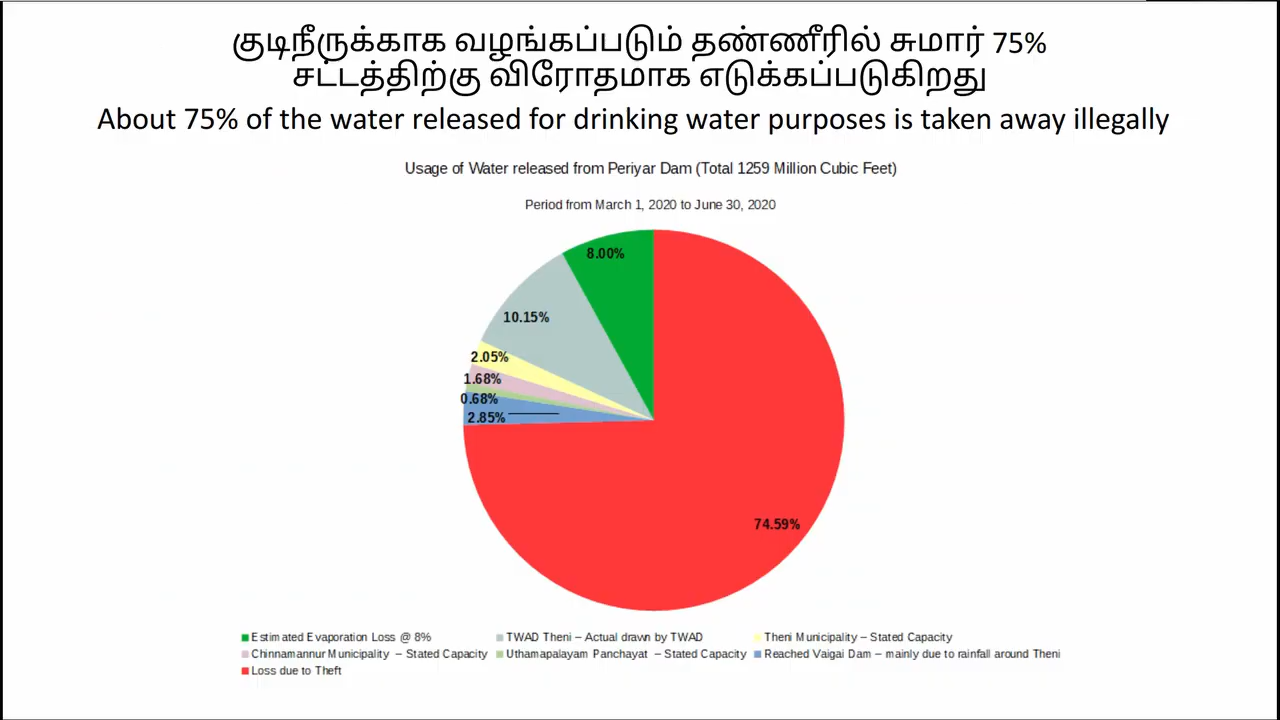 குடிநீருக்காக வழங்கப்படும் தண்ணீரில் சுமார் 75%
சட்டத்திற்கு விரோதமாக எடுக்கப்படுகிறது
About 75% of the water released for drinking water purposes is taken away illegally
Usage of Water released from Periyar Dam (Total 1259 Million Cubic Feet)
Period from March 1, 2020 to June 30, 2020
8.00%
10.15%
2.05%
1.68%
0.68%
2.85%
74.59%
Estimated Evaporation Loss @ 8% TWAD Theni – Actual drawn by TWAD Theni Municipality – Stated Capacity
Chinnamannur Municipality – Stated Capacity Uthamapalayam Panchayat – Stated Capacity Reached Vaigai Dam – mainly due to rainfall around Theni
Loss due to Theft